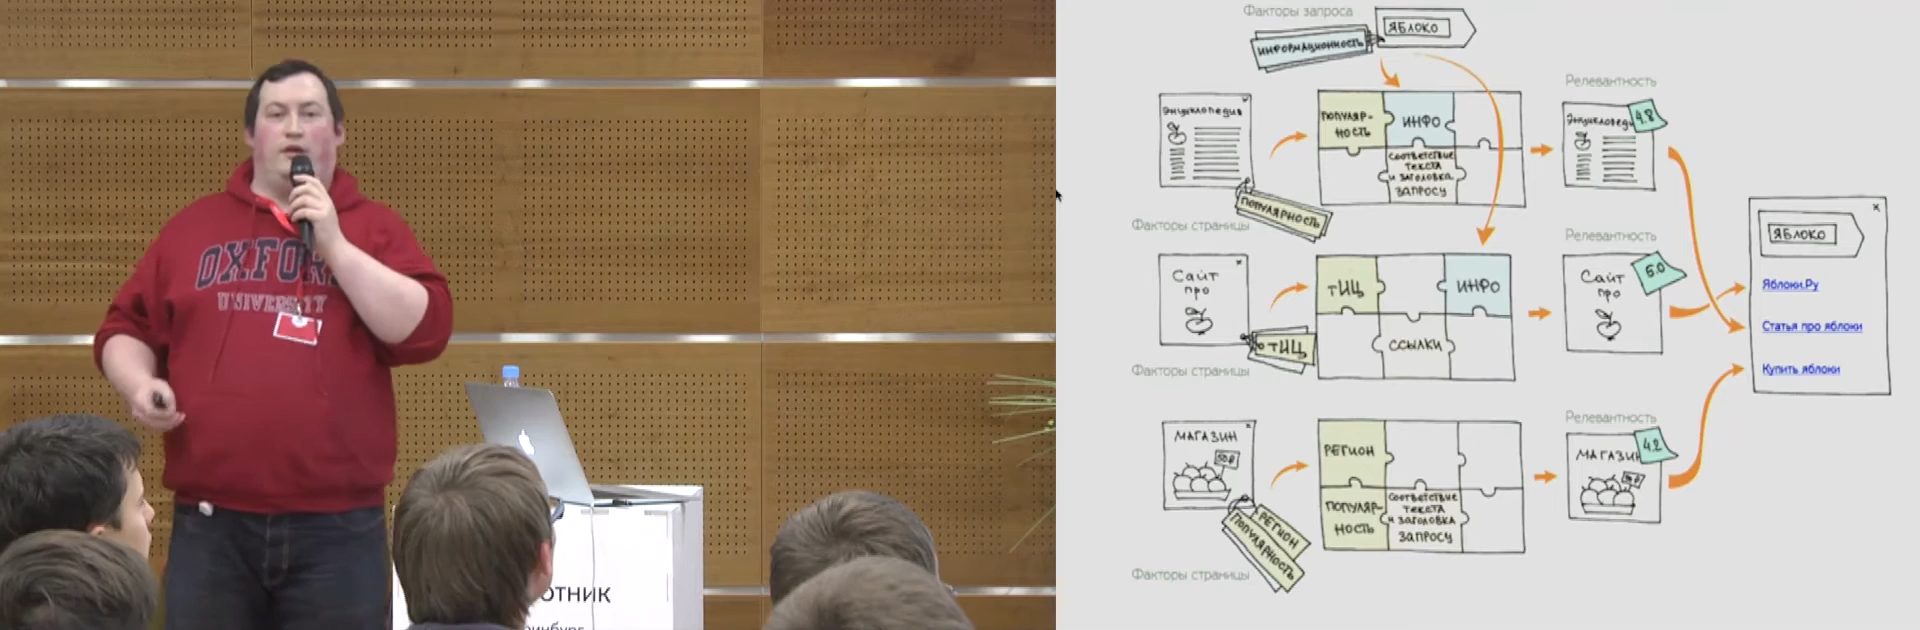 OXFORD
UNIVERSITY
ОТНИК
Факторы запроса
ИНФОРМАЦИОННОСТЬ
ЯБЛОКО
Энциклопедия
ПОПУЛЯРНОСТЬ
Факторы страницы
ПОПУЛЯР-
НОСТЬ
ИНФО
СООТВЕТСТВИЕ
ТЕКСТА
И ЗАГОЛОВКА
ЗАПРОСУ
Релевантность
Энциклопеди
4.8
Сайт
про
тИЦ
Факторы страницы
тИЦ
ИНФО
ССЫЛКИ
Релевантность
Сайт
про
5.0
МАГАЗИН
РЕГИОН
ПОПУЛЯРНОСТЬ
Факторы страницы
РЕГИОН
ПОПУЛЯР-
НОСТЬ
СООТВЕТСТВИЕ
ТЕКСТА
И ЗАГОЛОВКА
ЗАПРОСУ
Релевантность
МАГАЗИН
4.2
ЯБЛОКО
Яблоки.Ру
Статья про яблоки
Купить яблоки